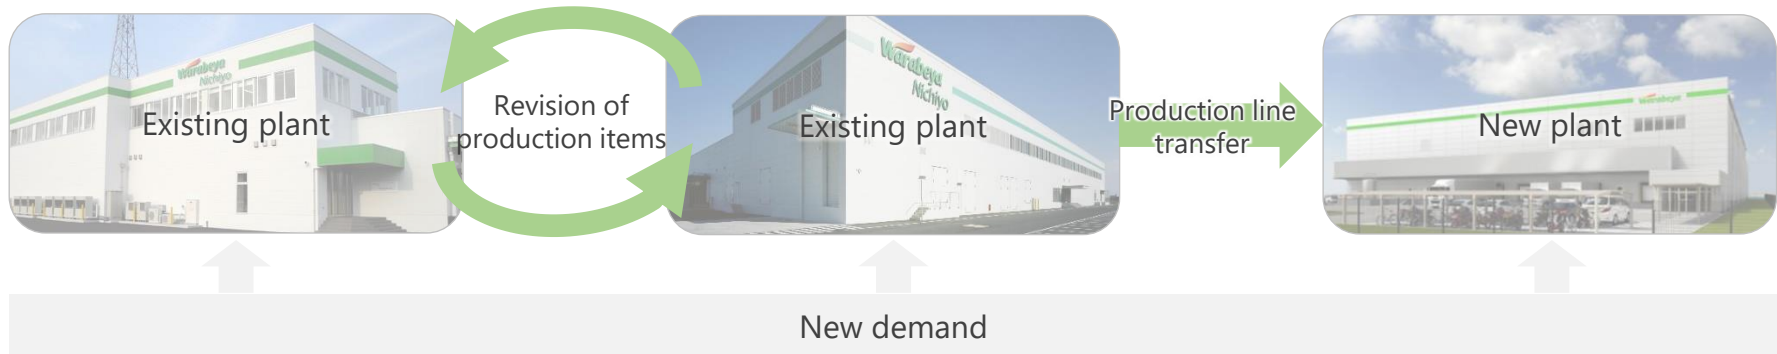 Warabeya
Nichiyo
Existing plant
Revision of
production items
Warabeya
Nichiyo
Existing plant
Production line
transfer
Warabeya
New plant
New demand